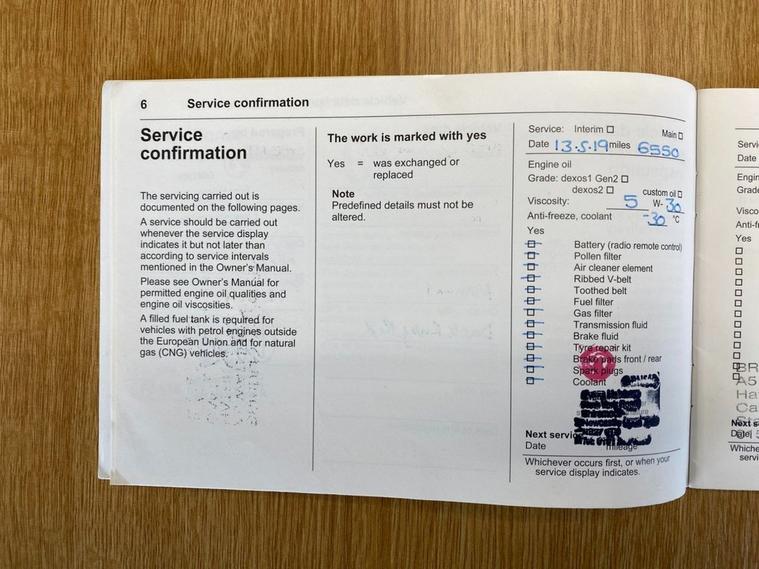 6 Service confirmation
Service
confirmation
The servicing carried out is
documented on the following pages.
A service should be carried out
whenever the service display
indicates it but not later than
according to service intervals
mentioned in the Owner's Manual.
Please see Owner's Manual for
permitted engine oil qualities and
engine oil viscosities.
A filled fuel tank is required for
vehicles with petrol engines outside
the European Union and for natural
gas (CNG) vehicles.
The work is marked with yes
Yes = was exchanged or
replaced
Note
Predefined details must not be
altered.
Service: Interim ☐ Main ☐
Date 13.5.19 miles 6550
Engine oil
Grade: dexos1 Gen2 ☐
dexos2 ☐ custom oil ☐
Viscosity: 5 W- 30
Anti-freeze, coolant -30 °C
Yes
Battery (radio remote control)
Pollen filter
Air cleaner element
Ribbed V-belt
Toothed belt
Fuel filter
Gas filter
Transmission fluid
Brake fluid
Tyre repair kit
Brake pads front / rear
Spark plugs
Coolant
Next service
Date mileage
Whichever occurs first, or when your
service display indicates.
Date
Yes
BR
A5
Ha
Ca